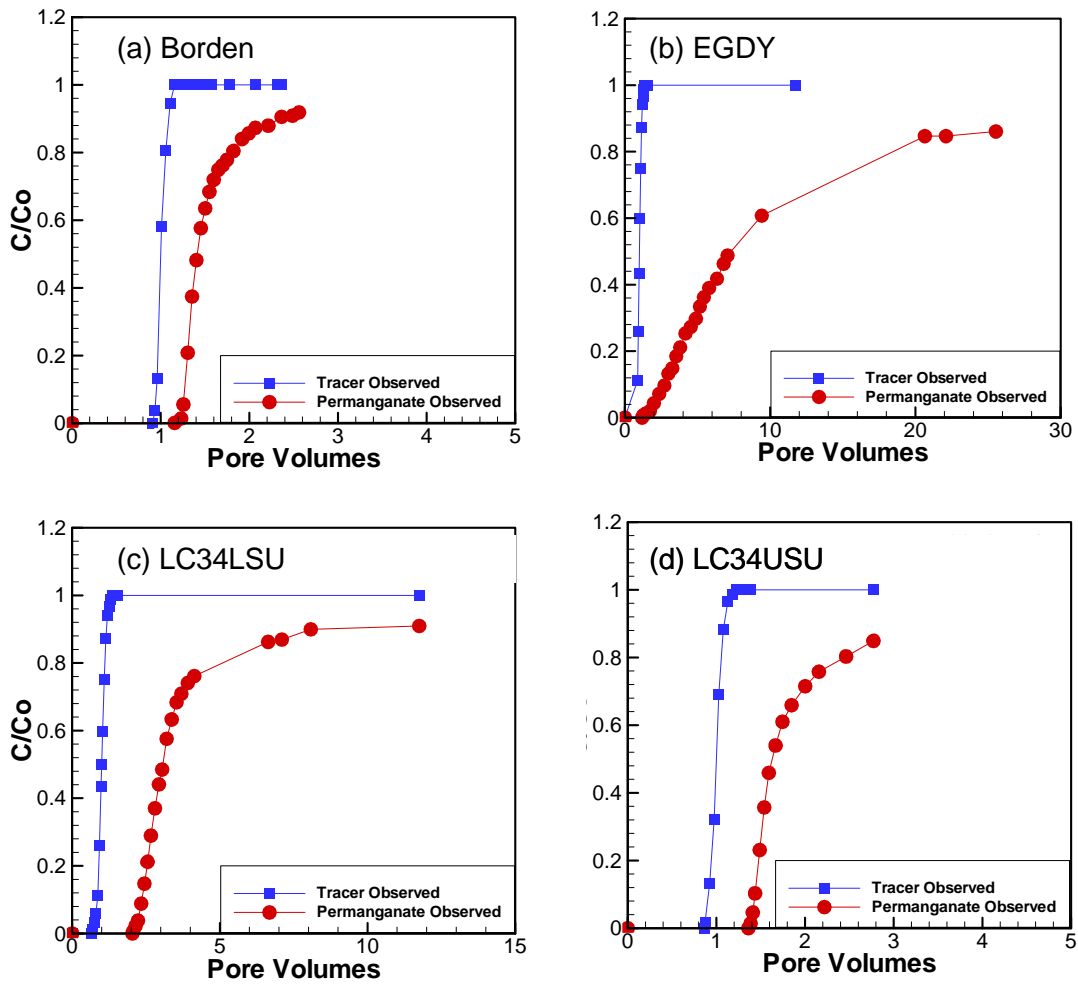 (a) Borden
1.2
1
0.8
0.6
0.4
0.2
0
C/Co
0 1 2 3 4 5
Pore Volumes
Tracer Observed
Permanganate Observed
(b) EGDY
1.2
1
0.8
0.6
0.4
0.2
0
0 10 20 30
Pore Volumes
Tracer Observed
Permanganate Observed
(c) LC34LSU
1.2
1
0.8
0.6
0.4
0.2
0
C/Co
0 5 10 15
Pore Volumes
Tracer Observed
Permanganate Observed
(d) LC34USU
1.2
1
0.8
0.6
0.4
0.2
0
0 1 2 3 4 5
Pore Volumes
Tracer Observed
Permanganate Observed